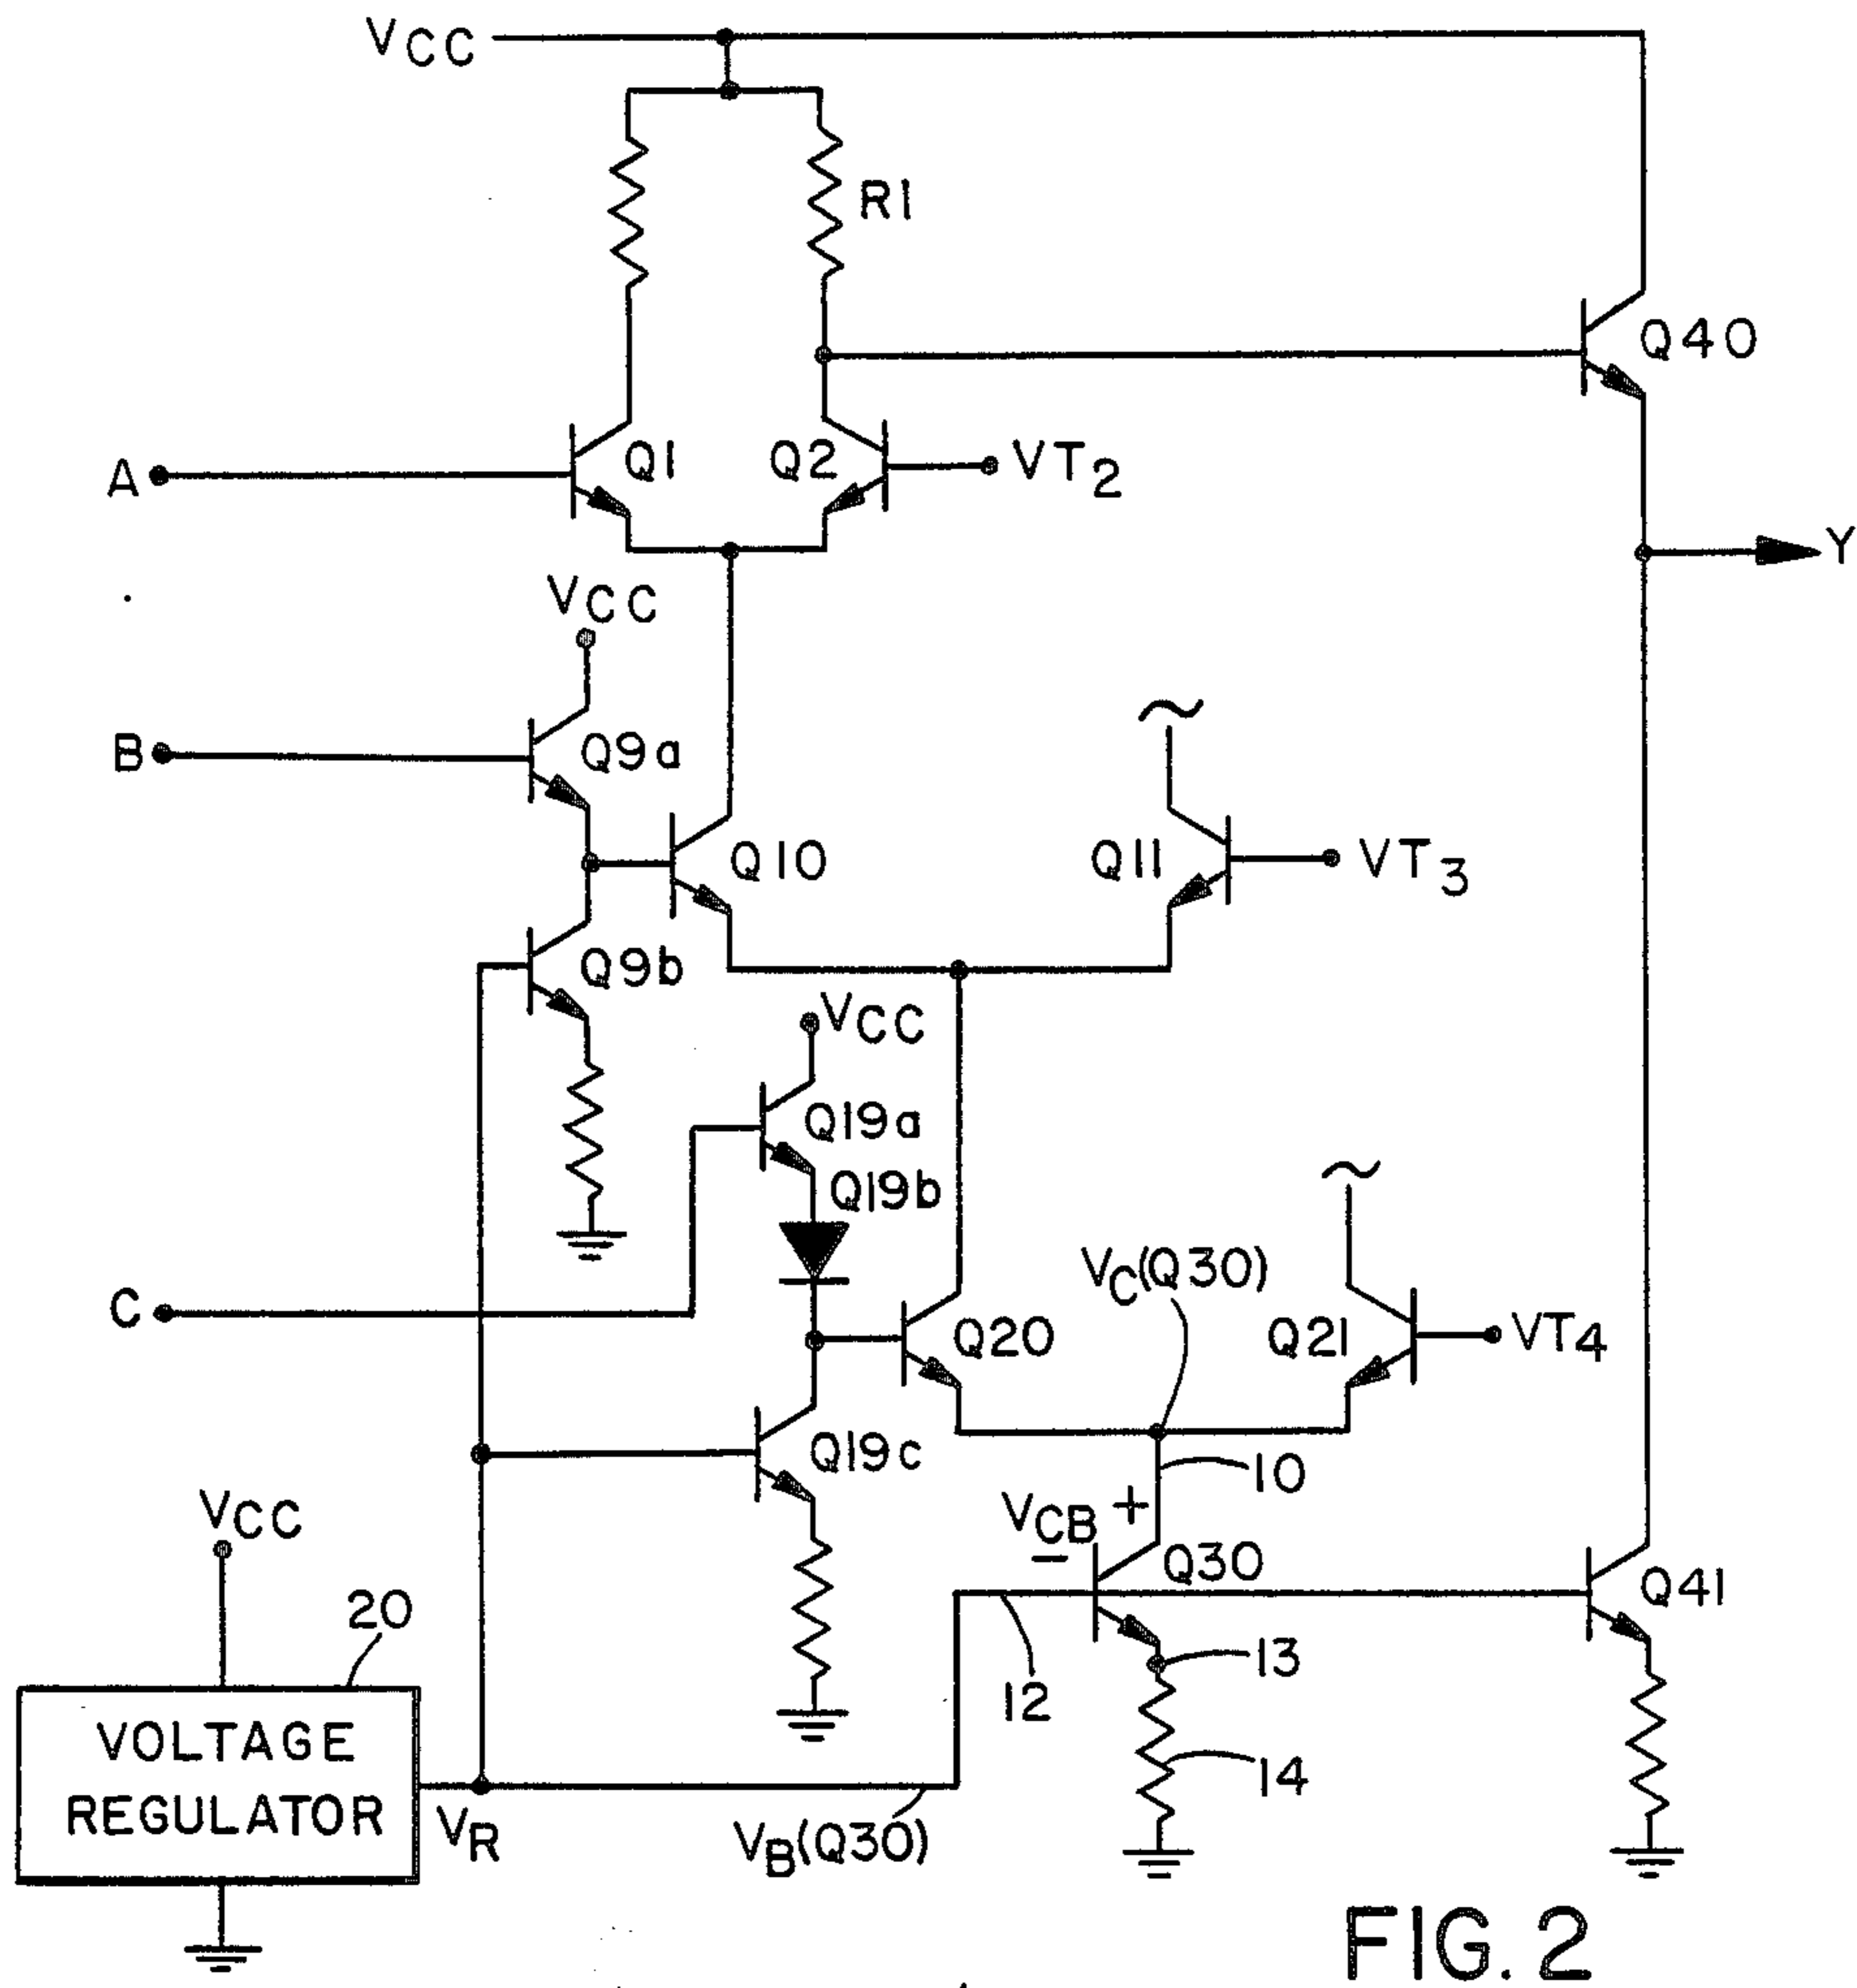 VCC
R1
Q40
A
Q1
Q2
VT2
Y
VCC
B
Q9a
Q10
Q11
VT3
Q9b
VCC
Q19a
Q19b
C
VC(Q30)
Q20
Q21
VT4
Q19c
10
VCC
VCB
+
−
Q30
Q41
20
13
12
VOLTAGE
REGULATOR
14
VR
VB(Q30)
FIG. 2